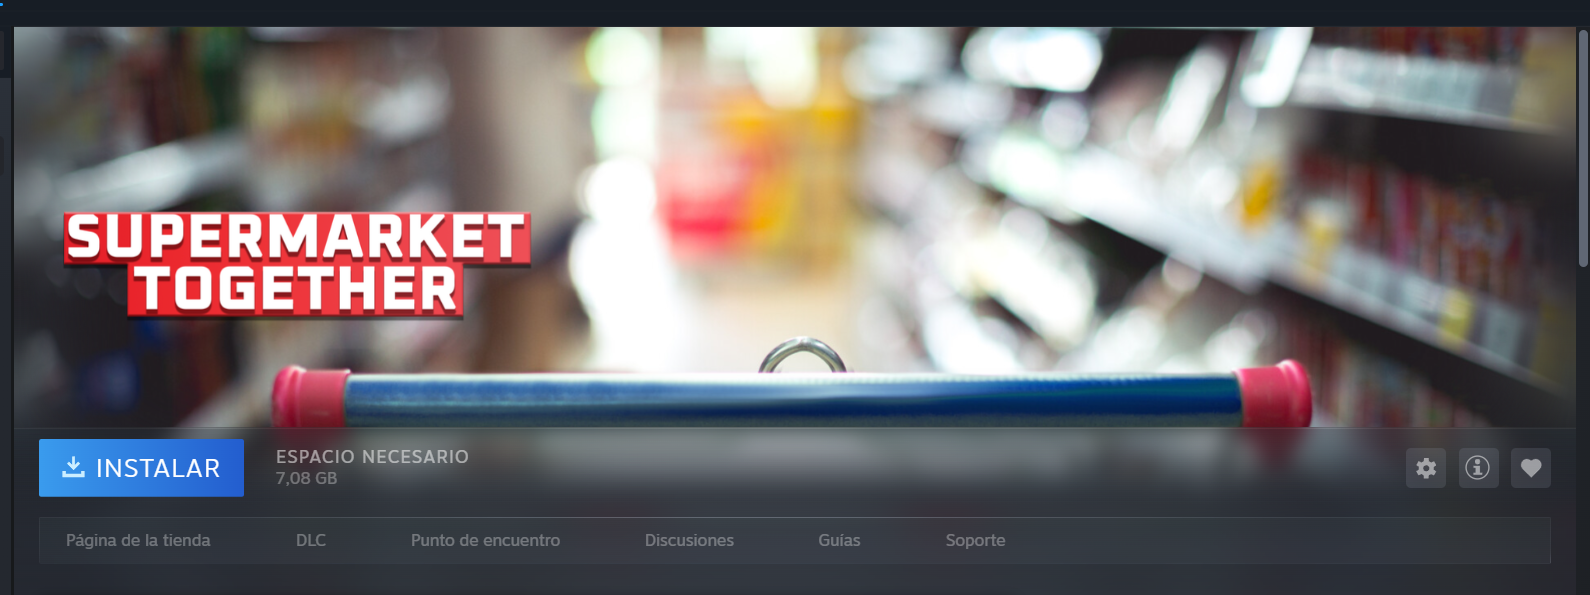 SUPERMARKET
TOGETHER
INSTALAR
ESPACIO NECESARIO
7,08 GB
Página de la tienda
DLC
Punto de encuentro
Discusiones
Guías
Soporte